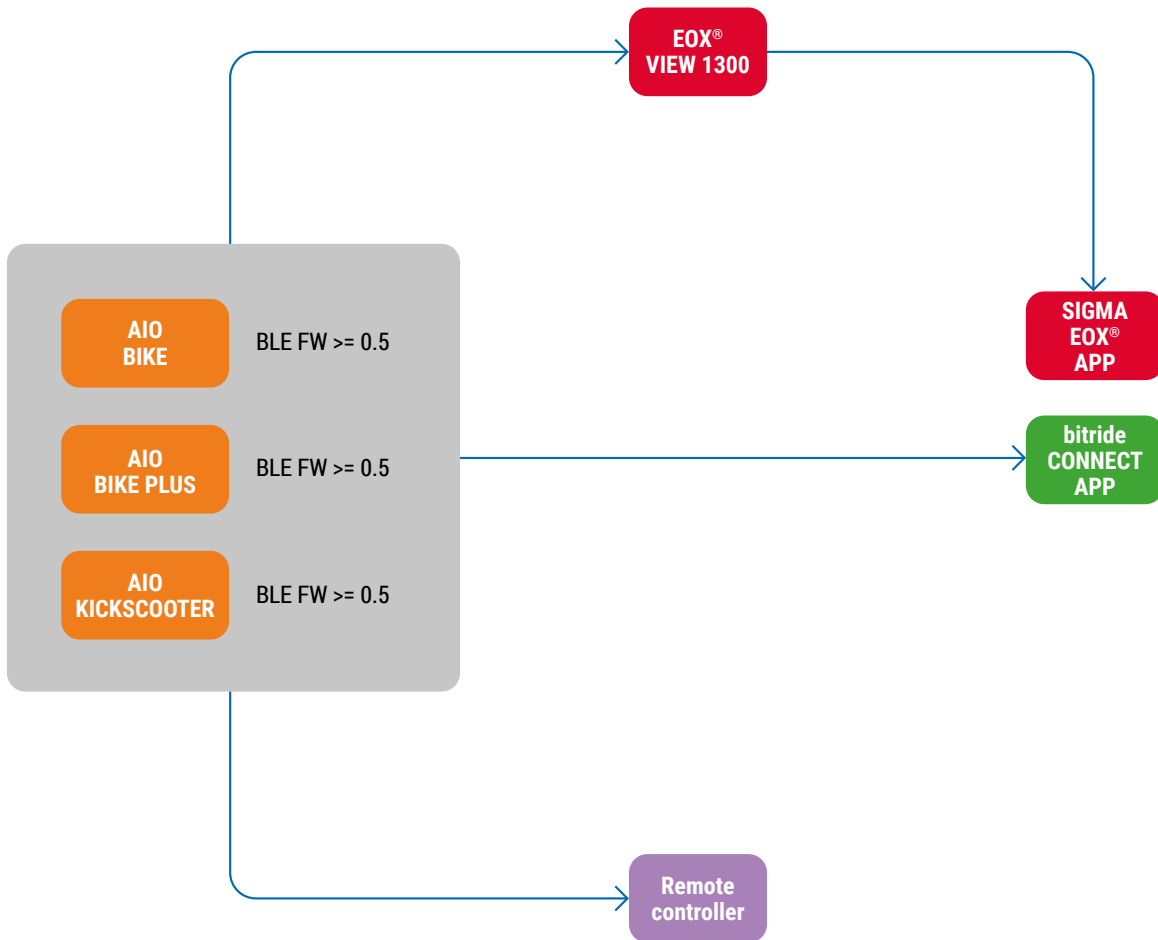 EOX®
VIEW 1300
AIO
BIKE
BLE FW >= 0.5
SIGMA
EOX®
APP
AIO
BIKE PLUS
BLE FW >= 0.5
bitride
CONNECT
APP
AIO
KICKSCOOTER
BLE FW >= 0.5
Remote
controller